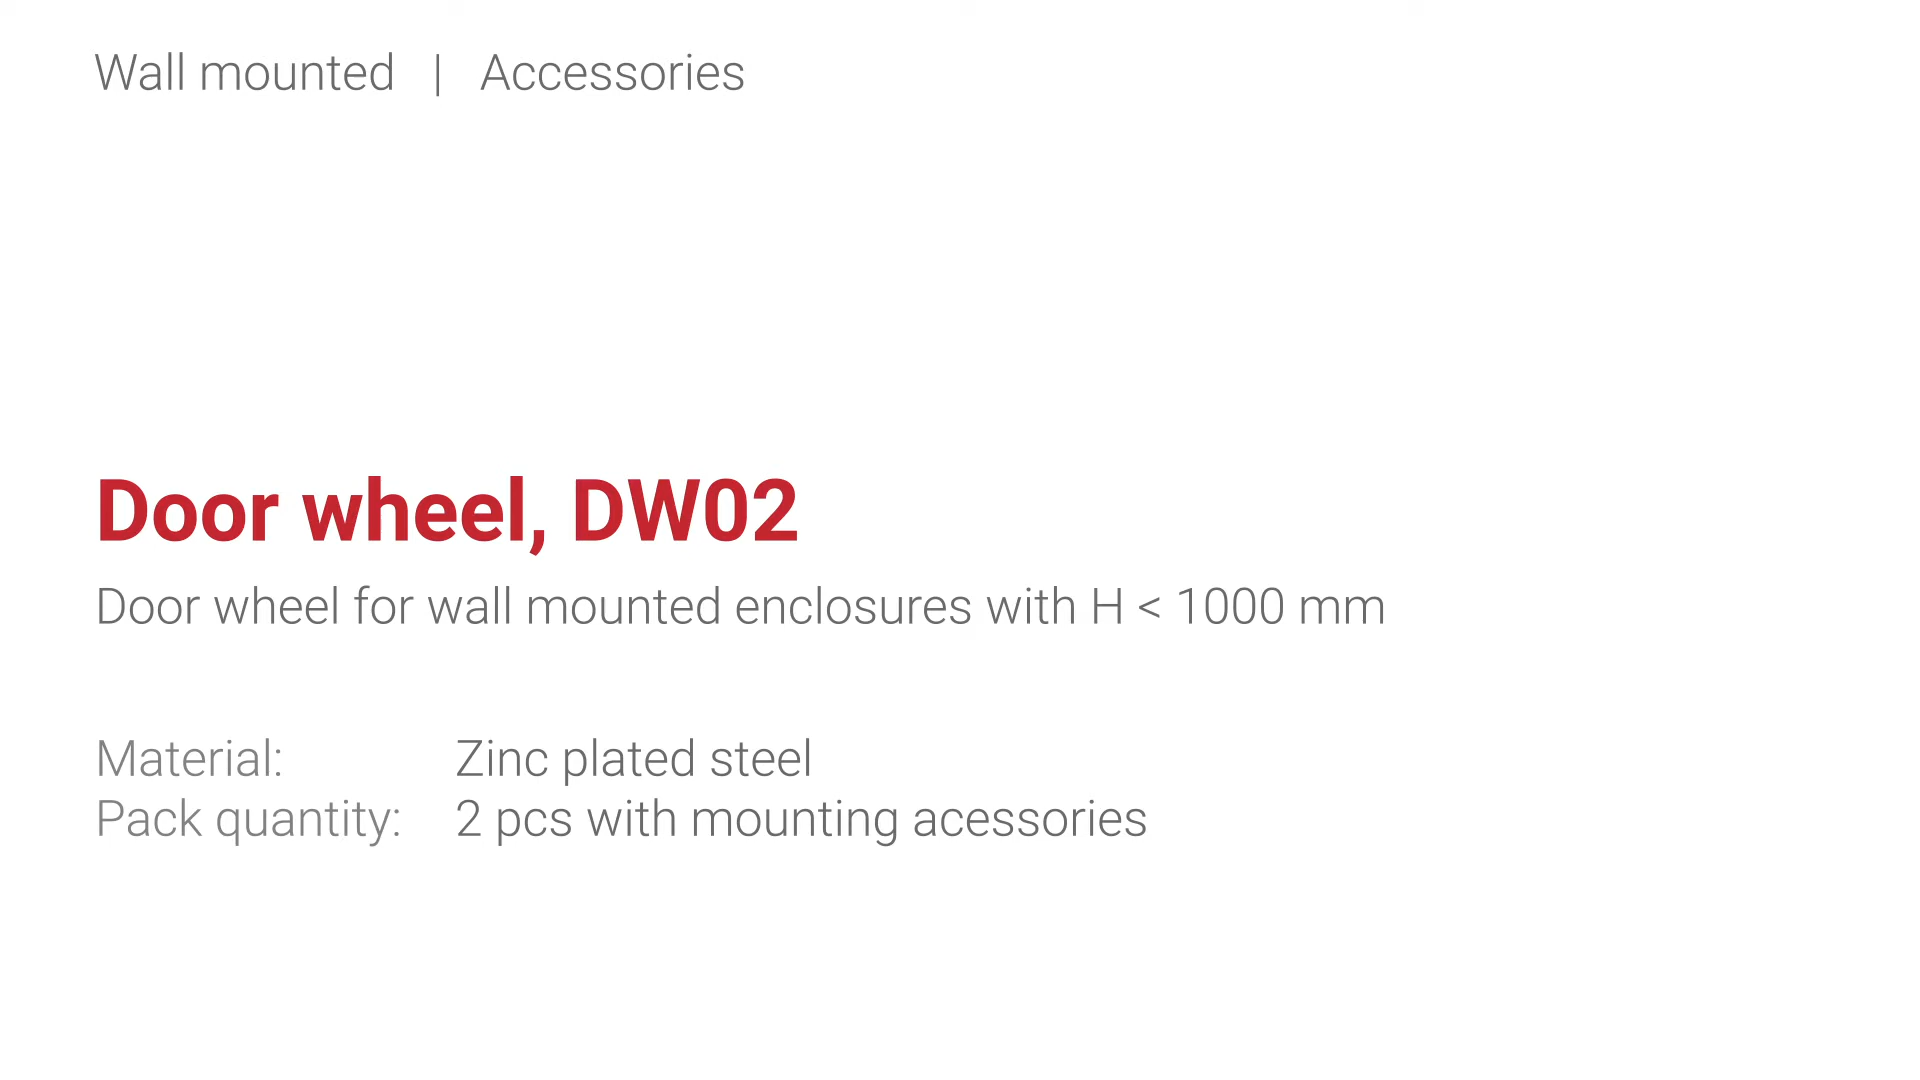 Wall mounted | Accessories
Door wheel, DW02
Door wheel for wall mounted enclosures with H < 1000 mm
Material: Zinc plated steel
Pack quantity: 2 pcs with mounting acessories